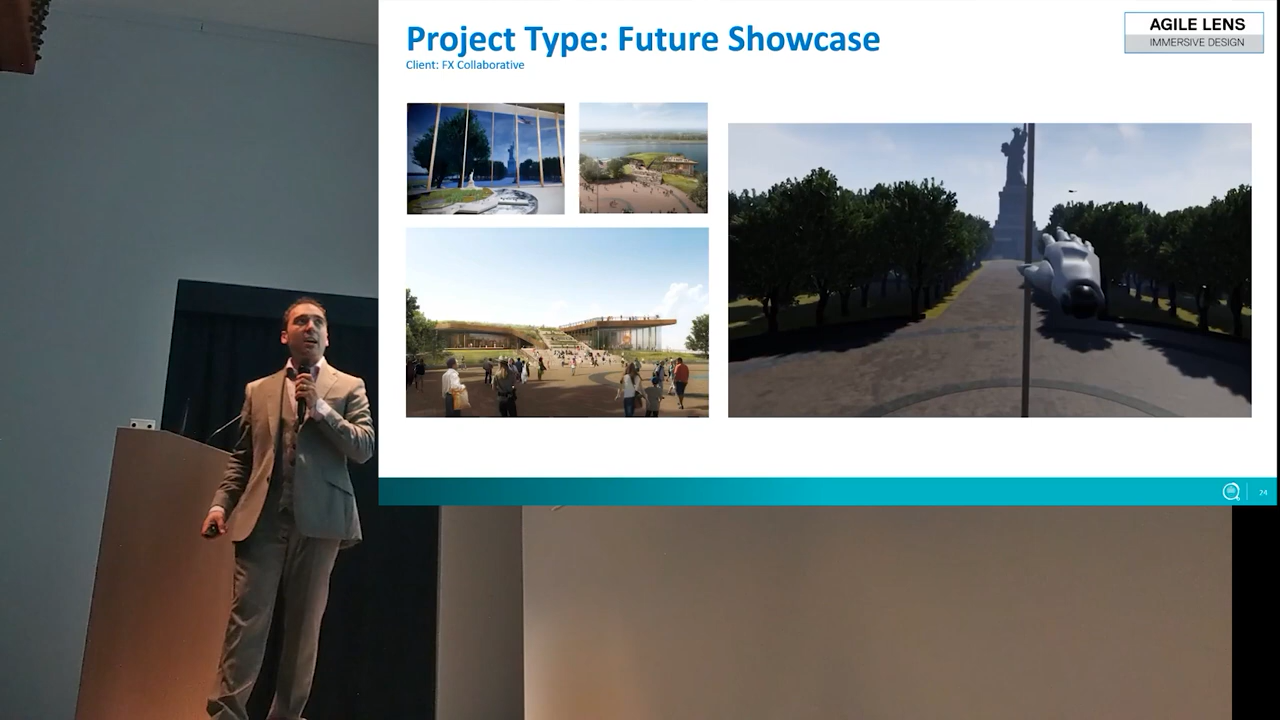 Project Type: Future Showcase
Client: FX Collaborative
AGILE LENS
IMMERSIVE DESIGN
24